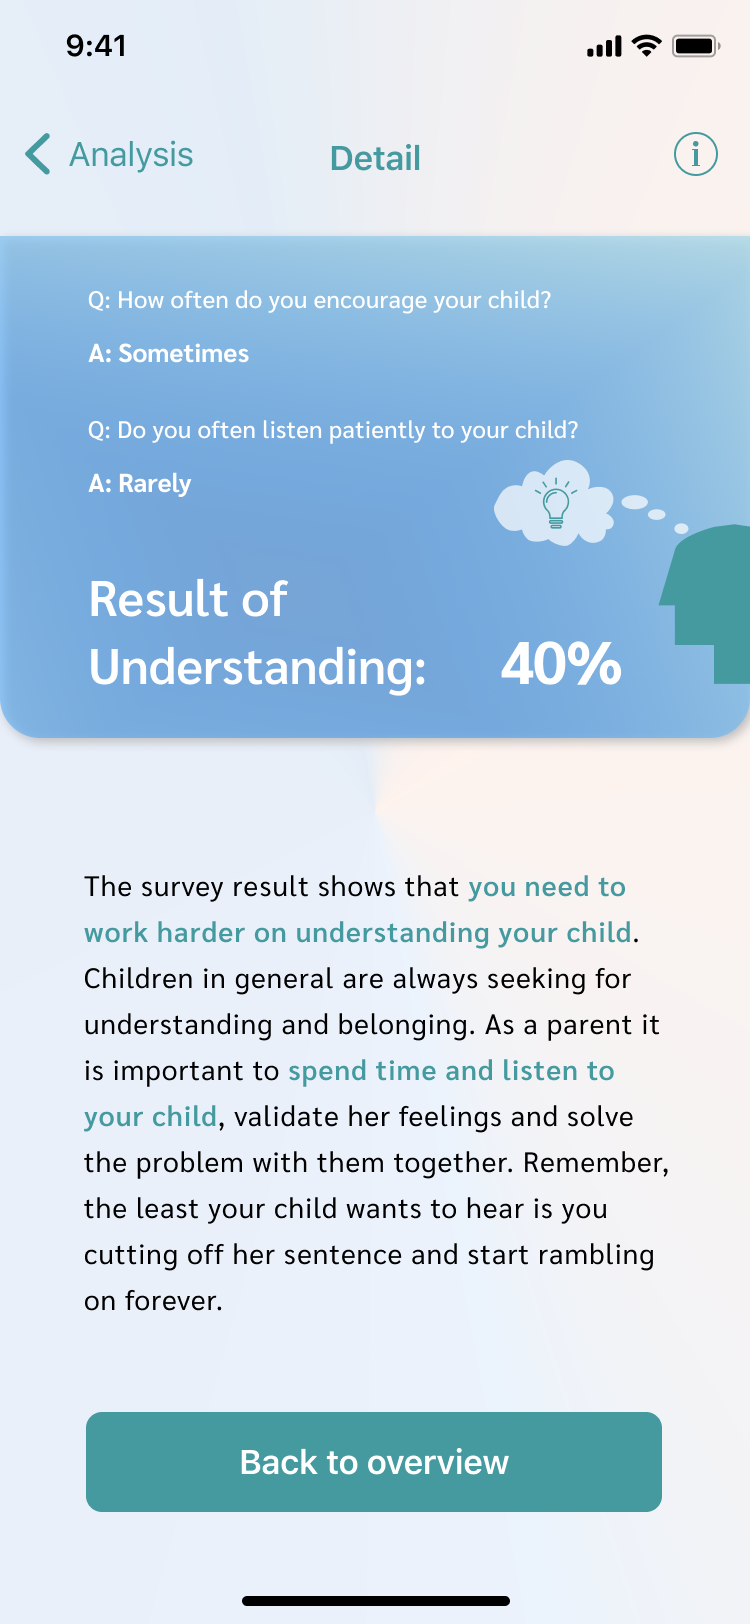 9:41
Analysis
Detail
i
Q: How often do you encourage your child?
A: Sometimes
Q: Do you often listen patiently to your child?
A: Rarely
Result of
Understanding: 40%
The survey result shows that you need to
work harder on understanding your child.
Children in general are always seeking for
understanding and belonging. As a parent it
is important to spend time and listen to
your child, validate her feelings and solve
the problem with them together. Remember,
the least your child wants to hear is you
cutting off her sentence and start rambling
on forever.
Back to overview